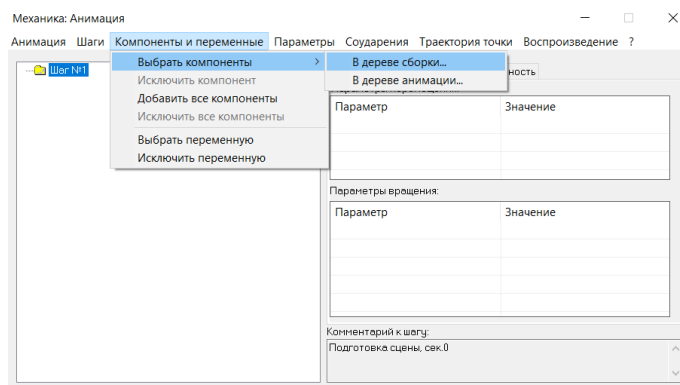 Механика: Анимация
Анимация Шаги Компоненты и переменные Параметры Соударения Траектория точки Воспроизведение ?
Шаг №1
Выбрать компоненты
Исключить компонент
Добавить все компоненты
Исключить все компоненты
Выбрать переменную
Исключить переменную
В дереве сборки...
В дереве анимации...
ность
Параметр Значение
Параметры вращения:
Параметр Значение
Комментарий к шагу:
Подготовка сцены, сек.0